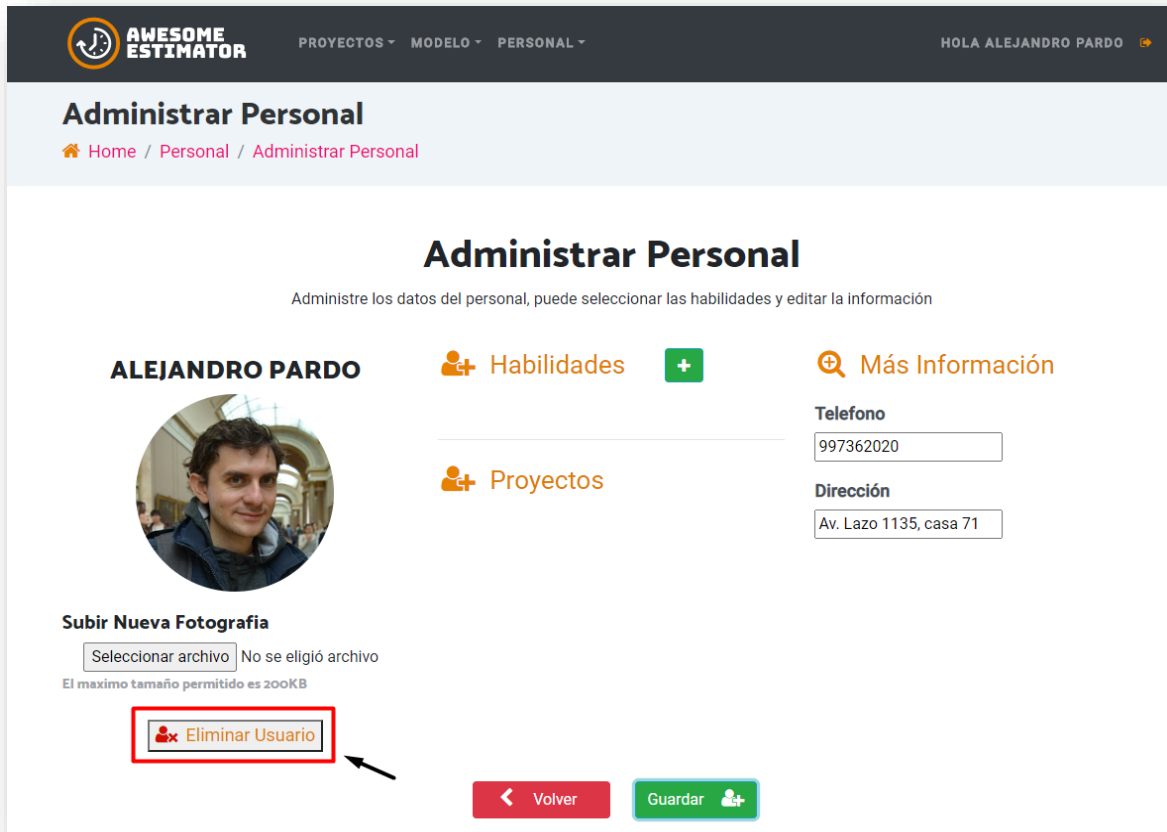 AWESOME
ESTIMATOR
PROYECTOS MODELO PERSONAL
HOLA ALEJANDRO PARDO
Administrar Personal
Home / Personal / Administrar Personal
Administrar Personal
Administre los datos del personal, puede seleccionar las habilidades y editar la información
ALEJANDRO PARDO
Subir Nueva Fotografia
Seleccionar archivo No se eligió archivo
El maximo tamaño permitido es 200KB
Eliminar Usuario
Habilidades +
Proyectos
Más Información
Telefono
997362020
Dirección
Av. Lazo 1135, casa 71
Volver
Guardar